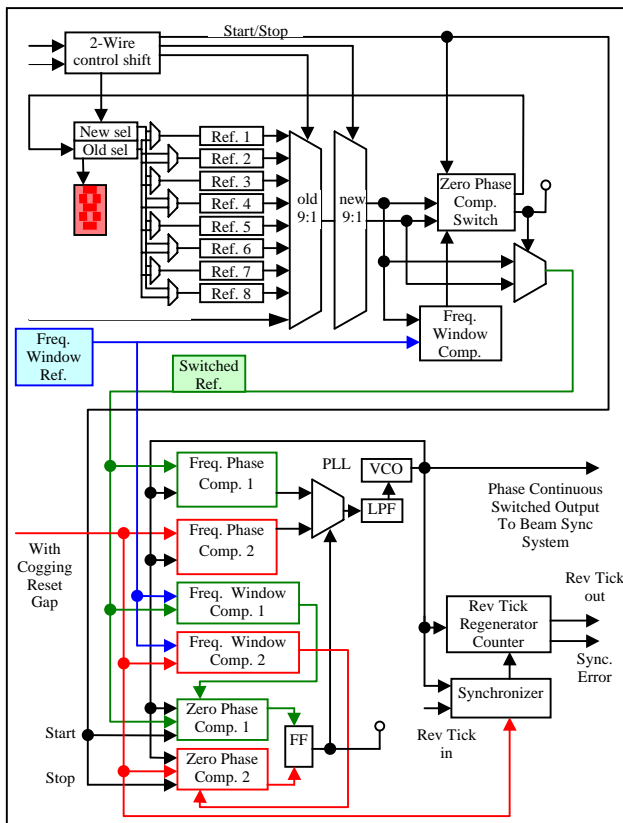 Start/Stop
2-Wire
control shift
New sel
Old sel
Ref. 1
Ref. 2
Ref. 3
Ref. 4
Ref. 5
Ref. 6
Ref. 7
Ref. 8
old
9:1
new
9:1
Zero Phase
Comp.
Switch
Freq.
Window
Comp.
Freq.
Window
Ref.
Switched
Ref.
Freq. Phase
Comp. 1
PLL
VCO
LPF
Phase Continuous
Switched Output
To Beam Sync
System
Freq. Phase
Comp. 2
With
Cogging
Reset
Gap
Freq. Window
Comp. 1
Freq. Window
Comp. 2
Rev Tick
out
Rev Tick
Regenerator
Counter
Sync.
Error
Synchronizer
Rev Tick
in
Zero Phase
Comp. 1
Start
FF
Zero Phase
Comp. 2
Stop